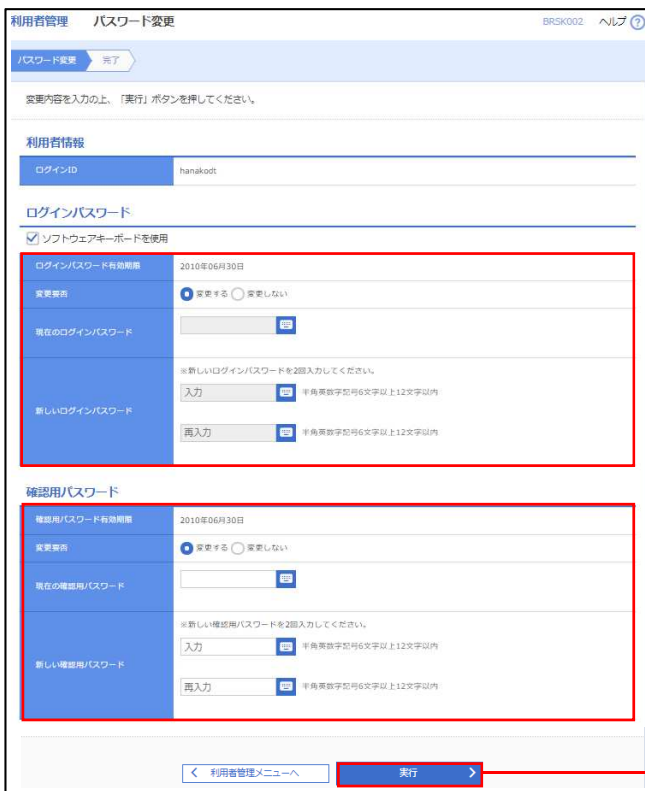 利用者管理 パスワード変更 BRSK002 ヘルプ ?
パスワード変更 完了
変更内容を入力の上、「実行」ボタンを押してください。
利用者情報
ログインID hanakodt
ログインパスワード
ソフトウェアキーボードを使用
ログインパスワード有効期限 2010年06月30日
変更要否 変更する 変更しない
現在のログインパスワード
※新しいログインパスワードを2回入力してください。
入力 半角英数字記号6文字以上12文字以内
新しいログインパスワード
再入力 半角英数字記号6文字以上12文字以内
確認用パスワード
確認用パスワード有効期限 2010年06月30日
変更要否 変更する 変更しない
現在の確認用パスワード
※新しい確認用パスワードを2回入力してください。
入力 半角英数字記号6文字以上12文字以内
新しい確認用パスワード
再入力 半角英数字記号6文字以上12文字以内
利用者管理メニューへ 実行